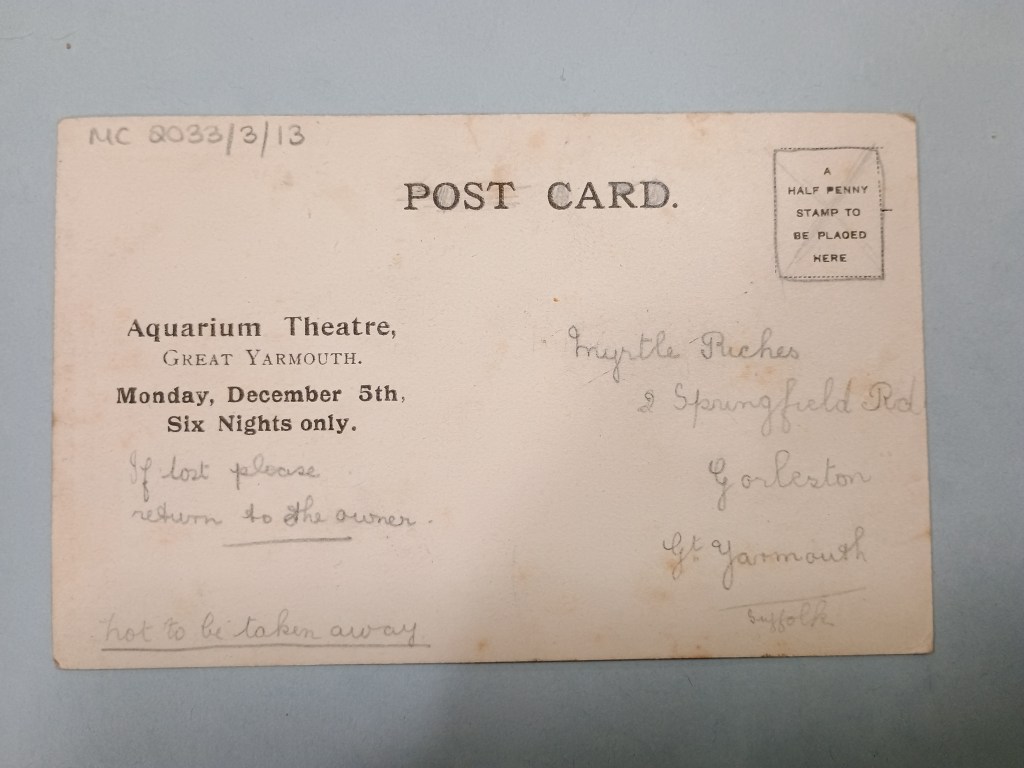 MC 2033/3/13
POST CARD.
A
HALF PENNY
STAMP TO
BE PLACED
HERE
Aquarium Theatre,
GREAT YARMOUTH.
Monday, December 5th,
Six Nights only.
If lost please
return to the owner.
not to be taken away
Myrtle Riches
2 Springfield Rd
Gorleston
Gt Yarmouth
Suffolk